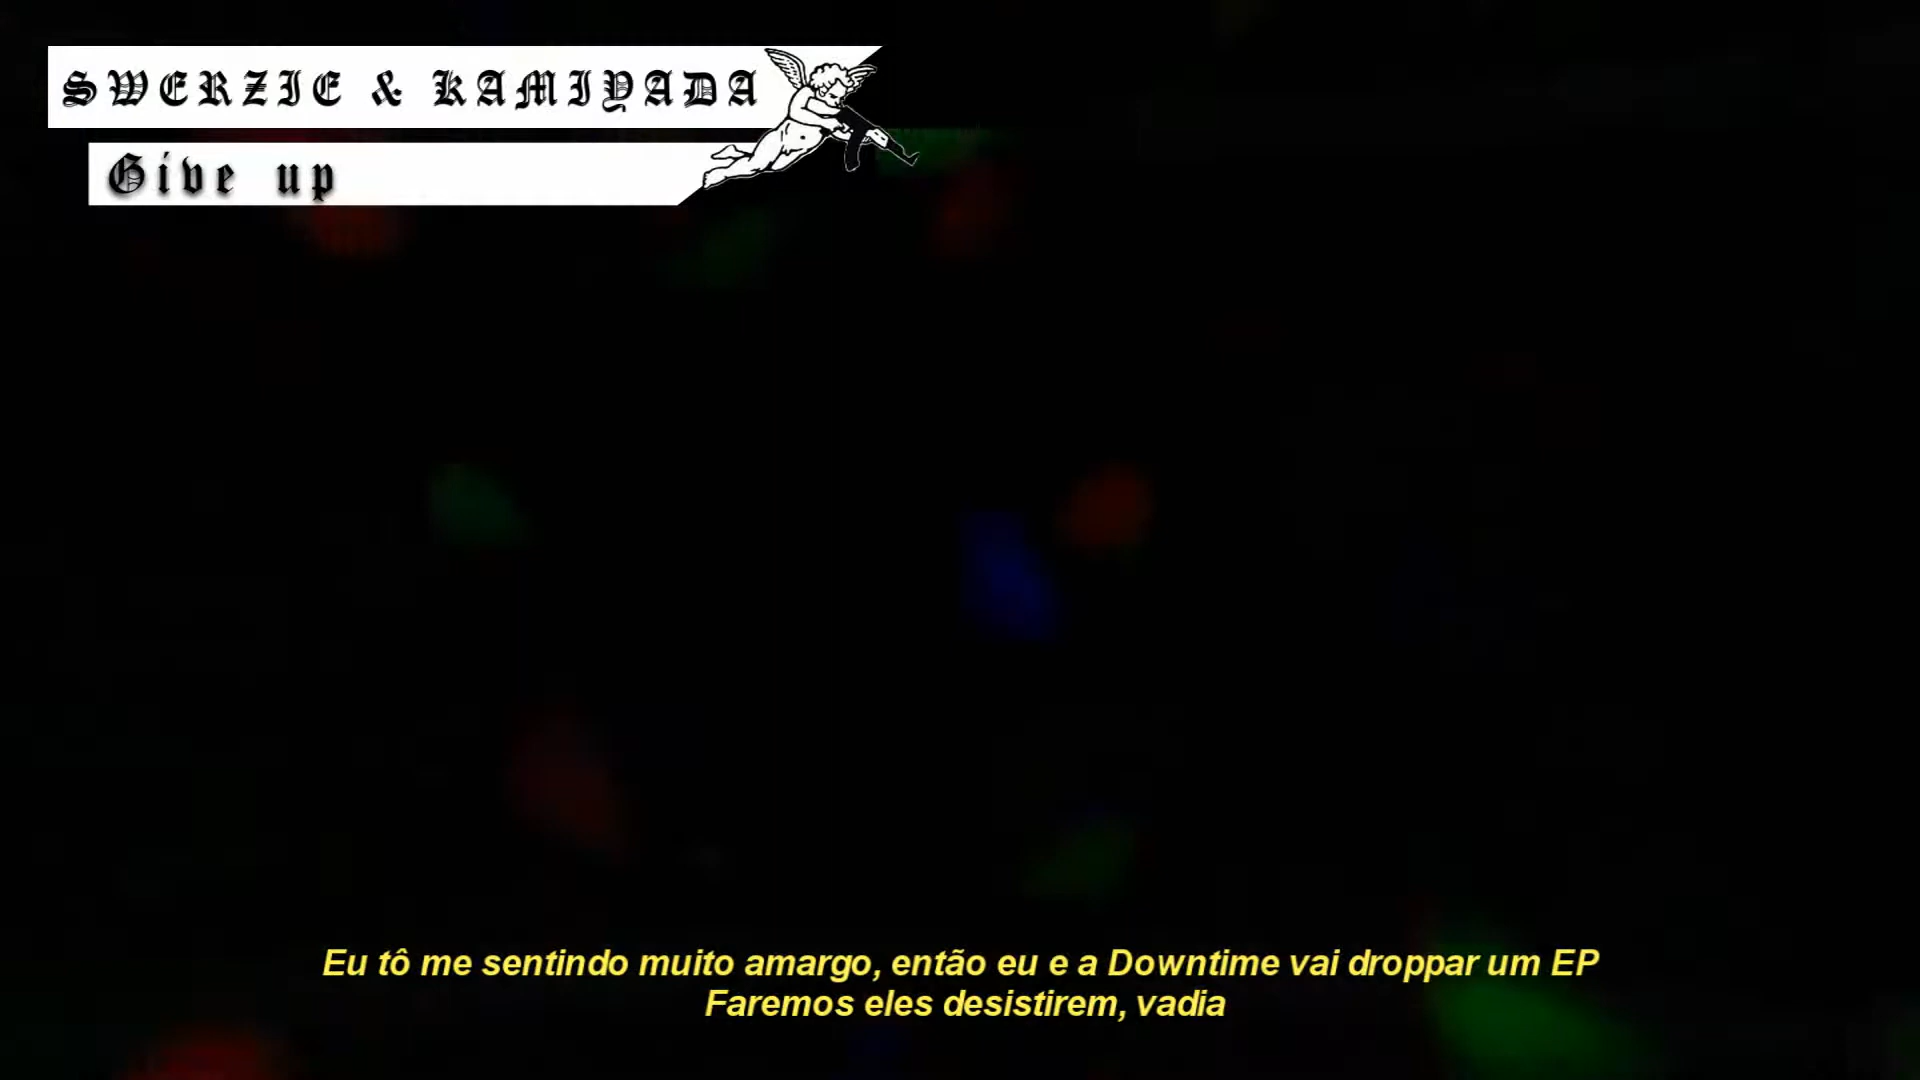 SWERZIE & KAMIYADA
Give up
Eu tô me sentindo muito amargo, então eu e a Downtime vai droppar um EP
Faremos eles desistirem, vadia